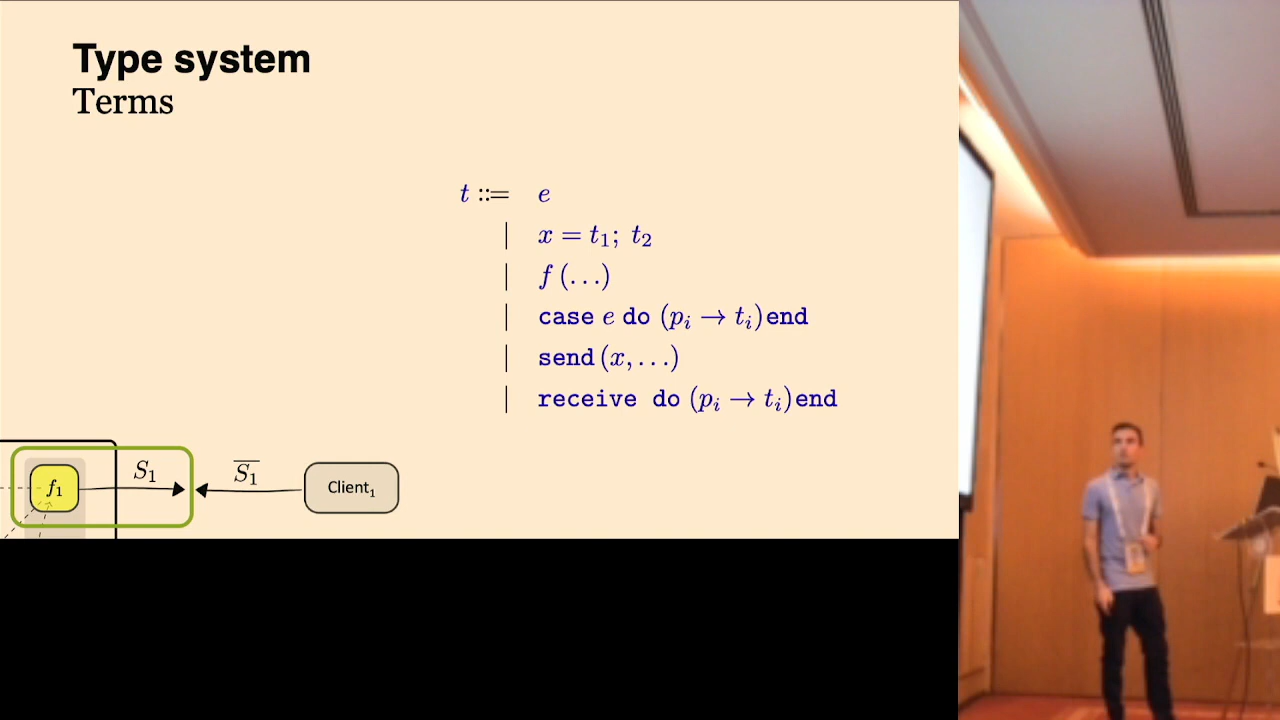 Type system
Terms
t ::= e
| x = t₁; t₂
| f (…)
| case e do (pᵢ → tᵢ)end
| send (x, …)
| receive do (pᵢ → tᵢ)end
f₁ S₁ S̅₁ Client₁